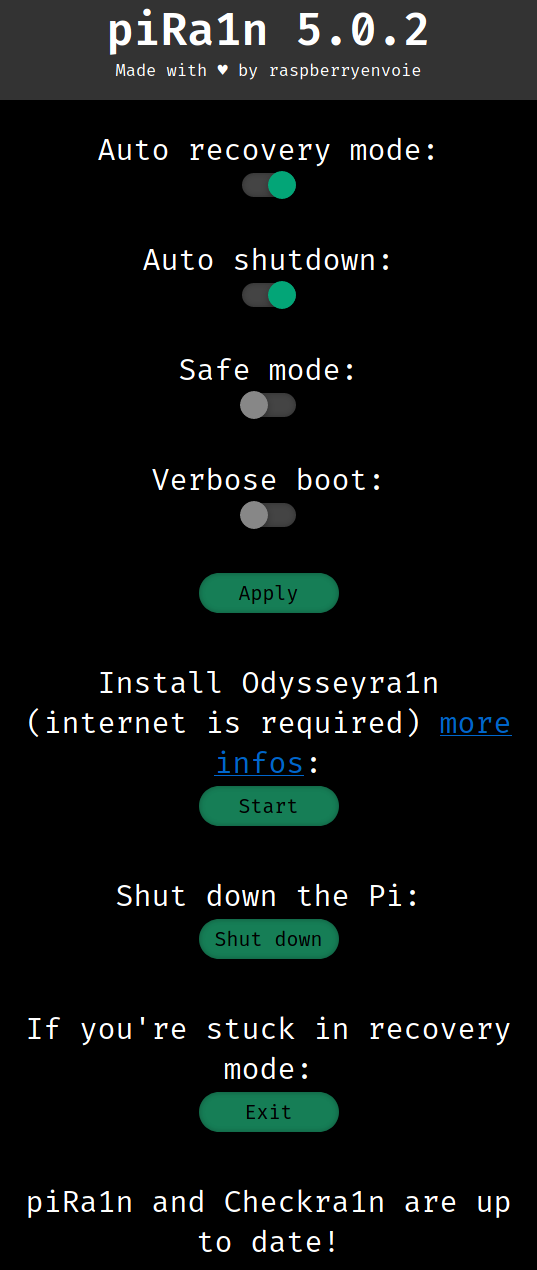 piRa1n 5.0.2
Made with ♥ by raspberryenvoie
Auto recovery mode:
Auto shutdown:
Safe mode:
Verbose boot:
Apply
Install Odysseyra1n
(internet is required) more
infos:
Start
Shut down the Pi:
Shut down
If you're stuck in recovery
mode:
Exit
piRa1n and Checkra1n are up
to date!